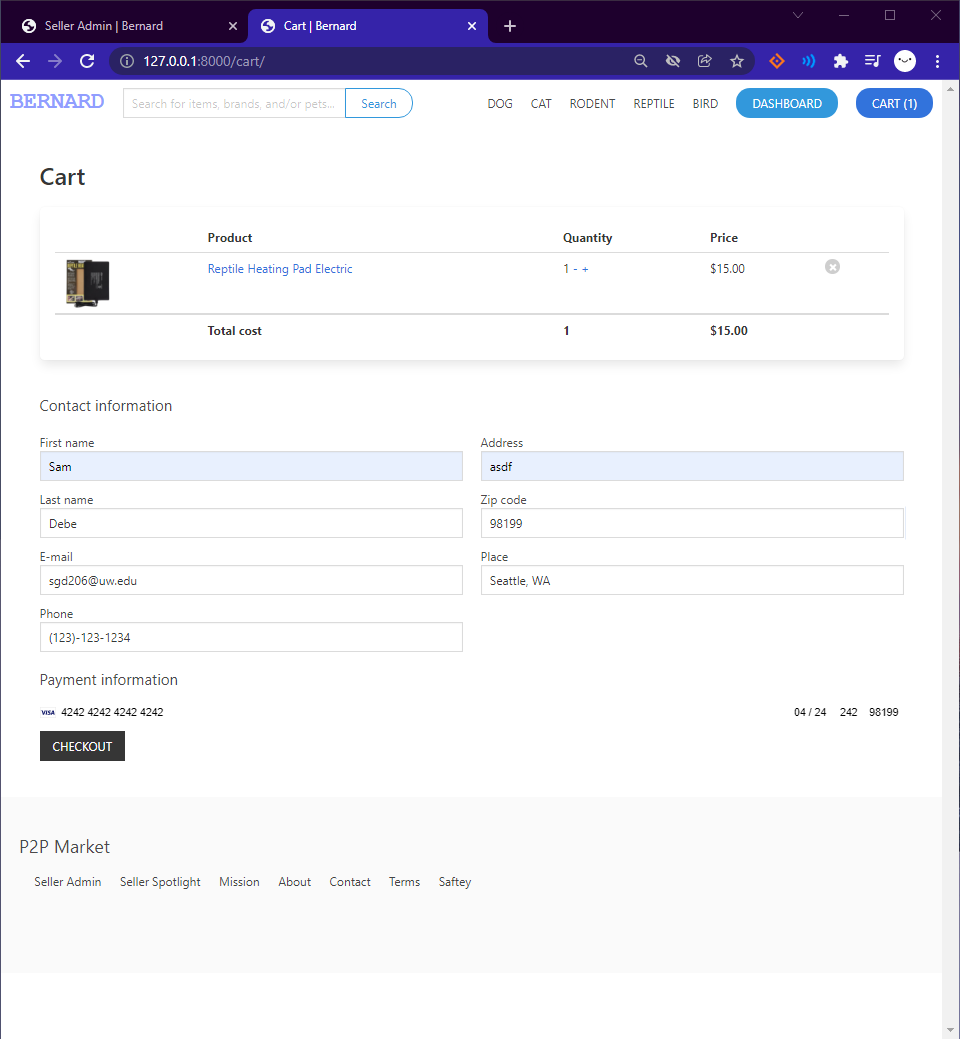 Seller Admin | Bernard
Cart | Bernard
127.0.0.1:8000/cart/
BERNARD
Search for items, brands, and/or pets...
Search
DOG CAT RODENT REPTILE BIRD DASHBOARD CART (1)
Cart
Product Quantity Price
Reptile Heating Pad Electric 1 - + $15.00
Total cost 1 $15.00
Contact information
First name
Sam
Last name
Debe
E-mail
sgd206@uw.edu
Phone
(123)-123-1234
Address
asdf
Zip code
98199
Place
Seattle, WA
Payment information
VISA 4242 4242 4242 4242 04 / 24 242 98199
CHECKOUT
P2P Market
Seller Admin Seller Spotlight Mission About Contact Terms Saftey